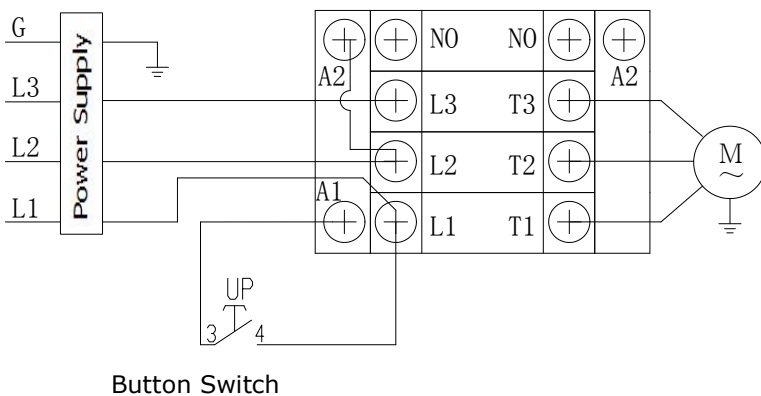 G
Power Supply
NO NO
A2 A2
L3
L3 T3
M
~
L2
L2 T2
L1
A1
L1 T1
UP
3 4
Button Switch